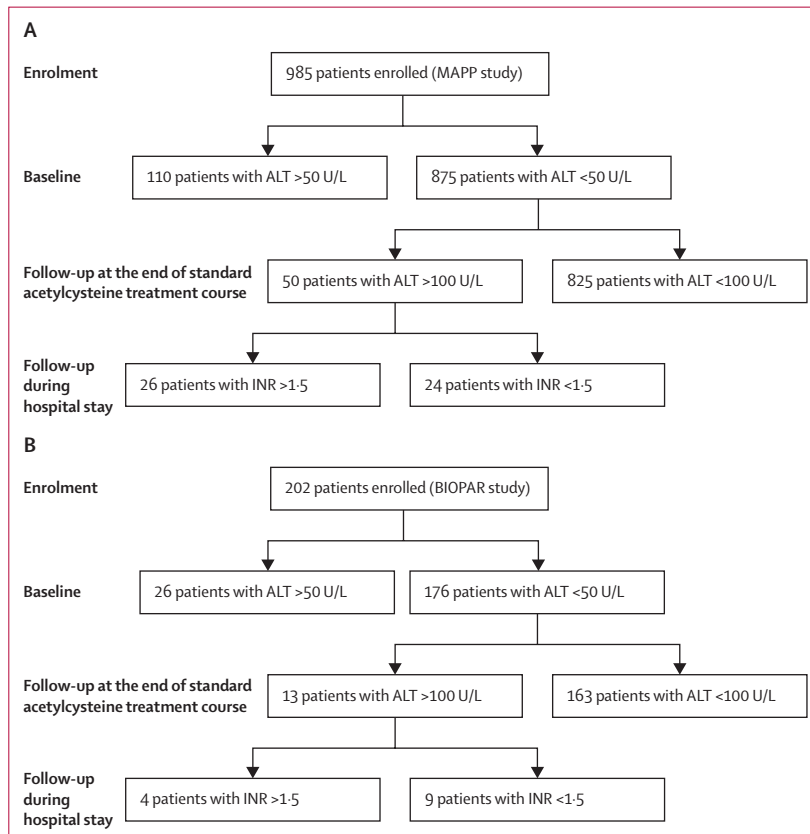 A
Enrolment
985 patients enrolled (MAPP study)
Baseline
110 patients with ALT >50 U/L
875 patients with ALT <50 U/L
Follow-up at the end of standard
acetylcysteine treatment course
50 patients with ALT >100 U/L
825 patients with ALT <100 U/L
Follow-up
during
hospital stay
26 patients with INR >1·5
24 patients with INR <1·5
B
Enrolment
202 patients enrolled (BIOPAR study)
Baseline
26 patients with ALT >50 U/L
176 patients with ALT <50 U/L
Follow-up at the end of standard
acetylcysteine treatment course
13 patients with ALT >100 U/L
163 patients with ALT <100 U/L
Follow-up
during
hospital stay
4 patients with INR >1·5
9 patients with INR <1·5